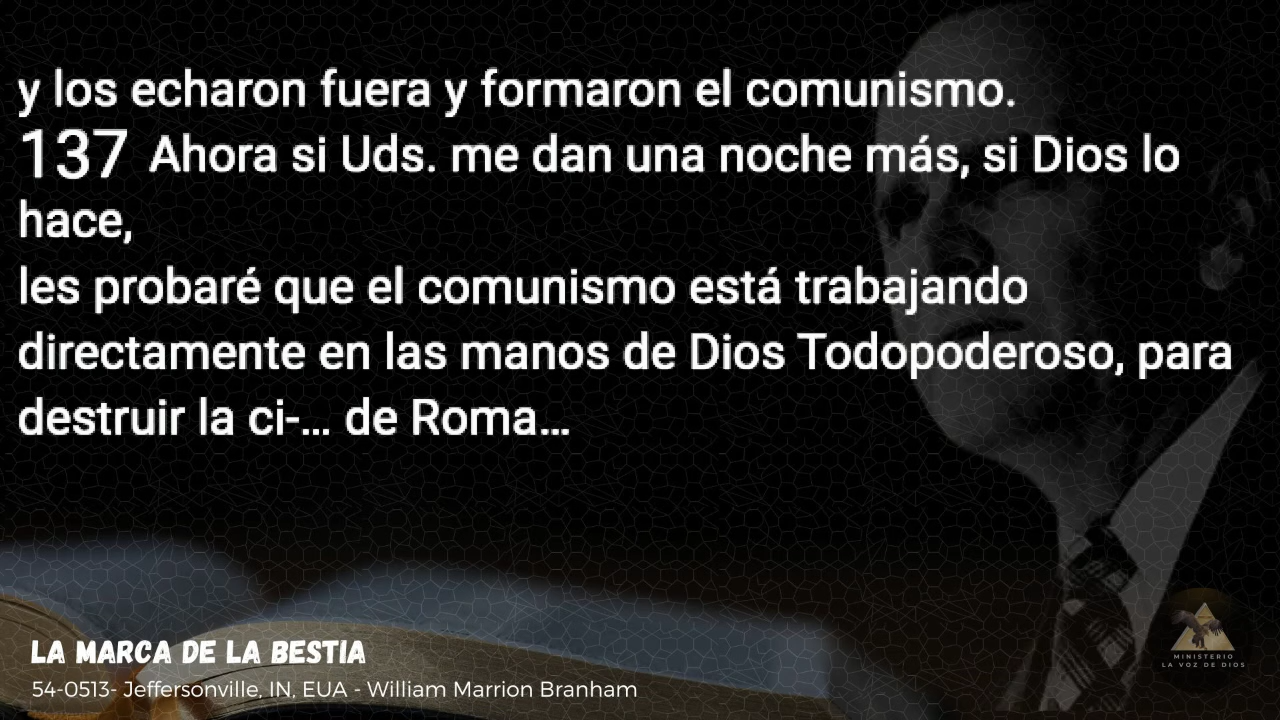 y los echaron fuera y formaron el comunismo.
137 Ahora si Uds. me dan una noche más, si Dios lo
hace,
les probaré que el comunismo está trabajando
directamente en las manos de Dios Todopoderoso, para
destruir la ci-... de Roma...
LA MARCA DE LA BESTIA
54-0513- Jeffersonville, IN, EUA - William Marrion Branham
MINISTERIO
LA VOZ DE DIOS